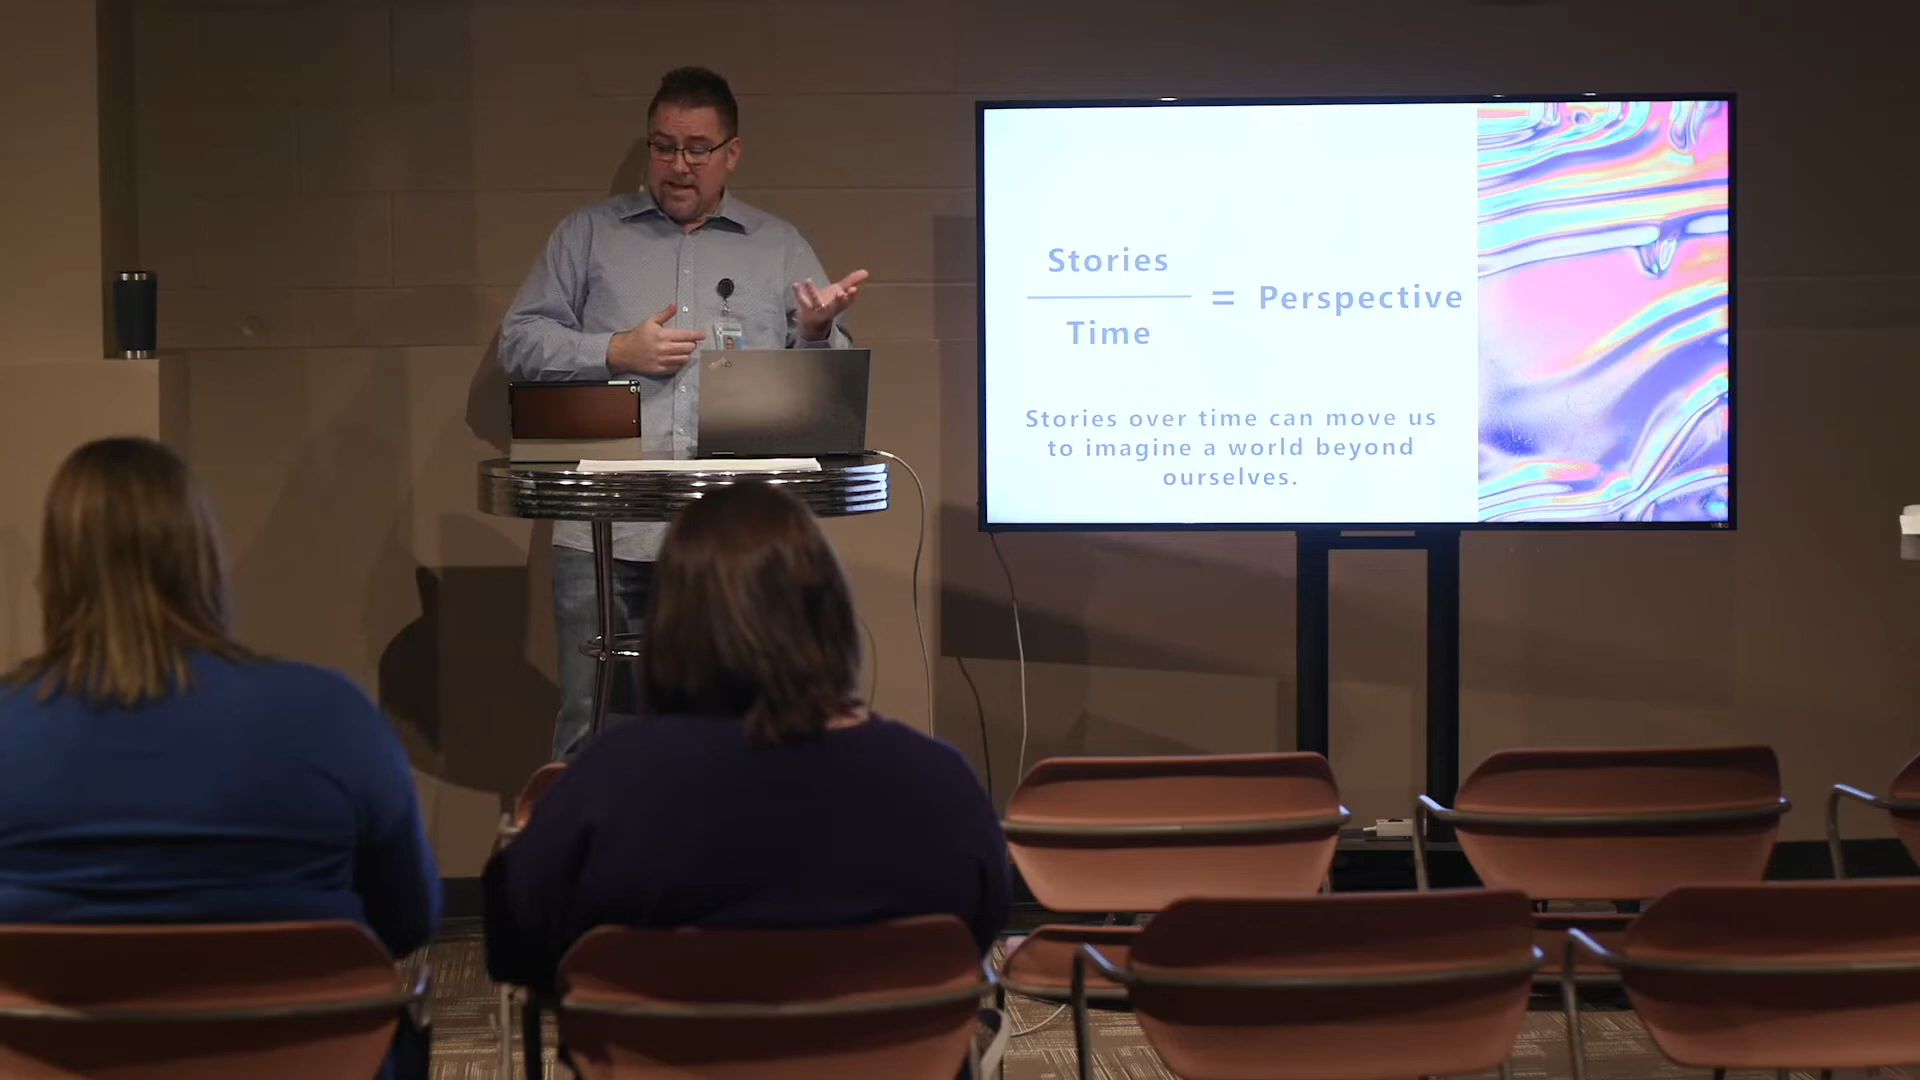 Stories
Time
= Perspective
Stories over time can move us
to imagine a world beyond
ourselves.